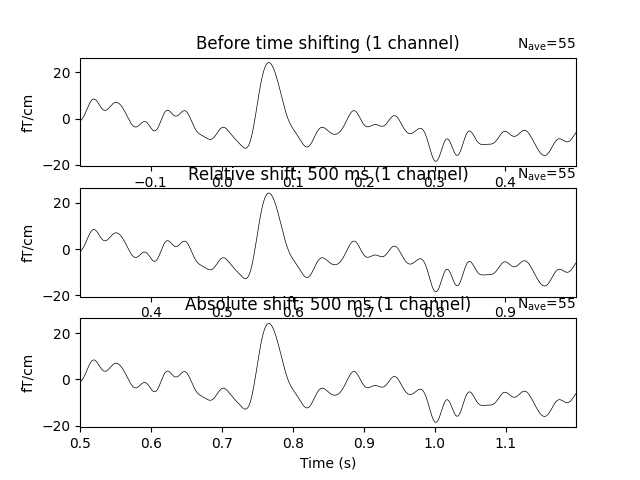 Before time shifting (1 channel) Nave=55
20
0
−20
fT/cm
−0.1 0.0 0.1 0.2 0.3 0.4
Relative shift: 500 ms (1 channel) Nave=55
20
0
−20
fT/cm
0.4 0.5 0.6 0.7 0.8 0.9
Absolute shift: 500 ms (1 channel) Nave=55
20
0
−20
fT/cm
0.5 0.6 0.7 0.8 0.9 1.0 1.1
Time (s)